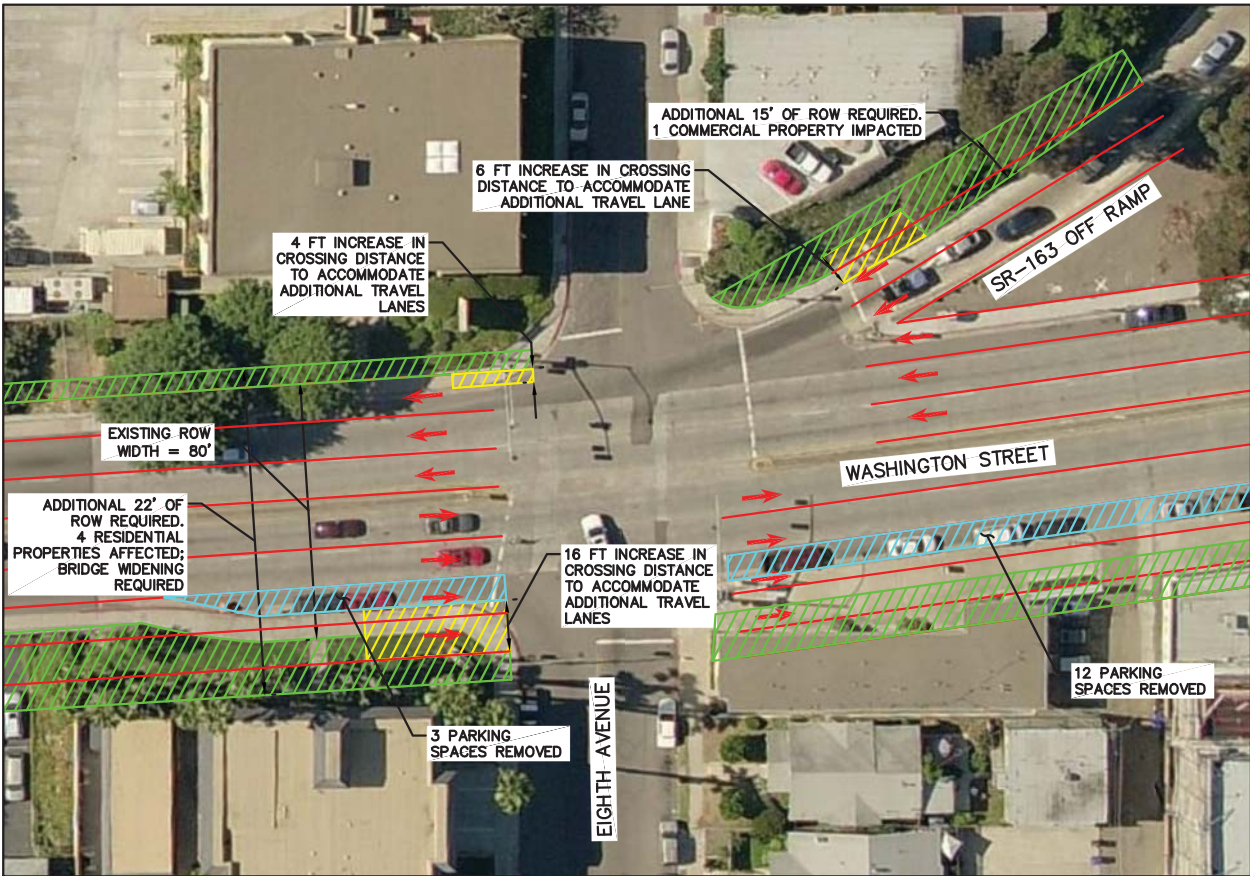 ADDITIONAL 15' OF ROW REQUIRED.
1 COMMERCIAL PROPERTY IMPACTED
6 FT INCREASE IN CROSSING
DISTANCE TO ACCOMMODATE
ADDITIONAL TRAVEL LANE
SR-163 OFF RAMP
4 FT INCREASE IN
CROSSING DISTANCE
TO ACCOMMODATE
ADDITIONAL TRAVEL
LANES
EXISTING ROW
WIDTH = 80'
WASHINGTON STREET
ADDITIONAL 22' OF
ROW REQUIRED.
4 RESIDENTIAL
PROPERTIES AFFECTED;
BRIDGE WIDENING
REQUIRED
16 FT INCREASE IN
CROSSING DISTANCE
TO ACCOMMODATE
ADDITIONAL TRAVEL
LANES
12 PARKING
SPACES REMOVED
3 PARKING
SPACES REMOVED
EIGHTH AVENUE